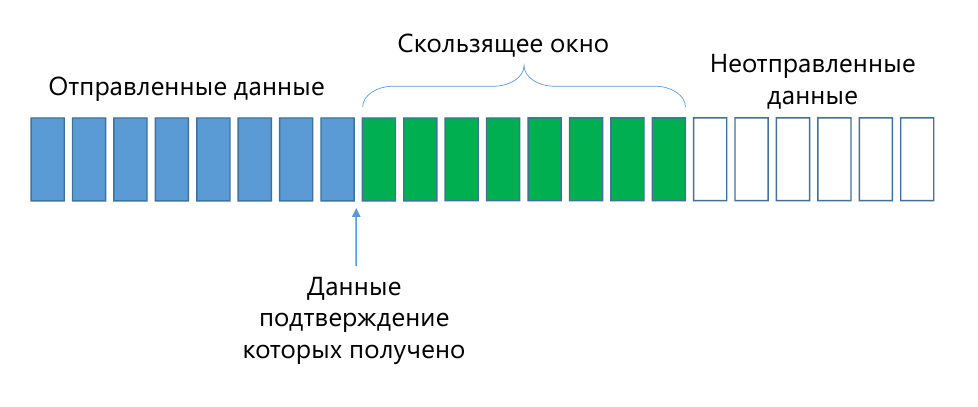 Скользящее окно
Отправленные данные
Неотправленные
данные
Данные
подтверждение
которых получено